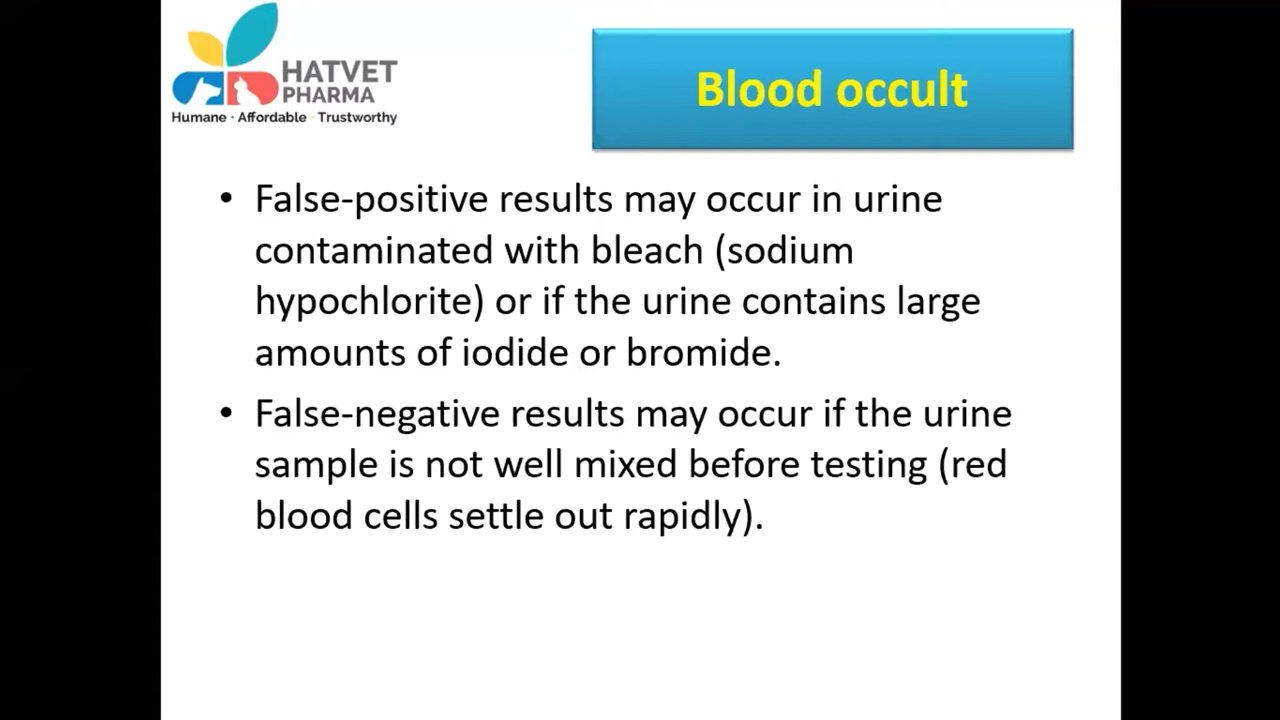 HATVET
PHARMA
Humane · Affordable · Trustworthy
Blood occult
• False-positive results may occur in urine
contaminated with bleach (sodium
hypochlorite) or if the urine contains large
amounts of iodide or bromide.
• False-negative results may occur if the urine
sample is not well mixed before testing (red
blood cells settle out rapidly).